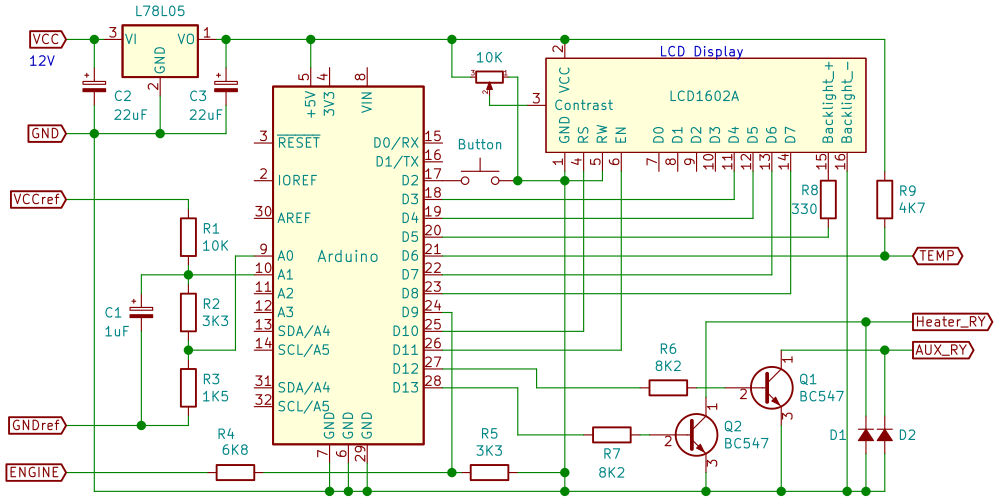 L78L05
VCC
12V
3
VI
VO
1
GND
2
C2
22uF
C3
22uF
GND
VCCref
R1
10K
R2
3K3
R3
1K5
C1
1uF
GNDref
ENGINE
R4
6K8
5
+5V
4
3V3
8
VIN
3
RESET
2
IOREF
30
AREF
9
A0
10
A1
11
A2
12
A3
13
SDA/A4
14
SCL/A5
31
SDA/A4
32
SCL/A5
Arduino
D0/RX
15
D1/TX
16
D2
17
D3
18
D4
19
D5
20
D6
21
D7
22
D8
23
D9
24
D10
25
D11
26
D12
27
D13
28
GND
7
GND
6
GND
29
Button
10K
3
1
2
LCD Display
2
VCC
3
Contrast
LCD1602A
GND
1
RS
4
RW
5
EN
6
D0
7
D1
8
D2
9
D3
10
D4
11
D5
12
D6
13
D7
14
Backlight_+
15
Backlight_-
16
R8
330
R9
4K7
TEMP
Heater_RY
AUX_RY
R6
8K2
R7
8K2
R5
3K3
1
2
3
Q1
BC547
1
2
3
Q2
BC547
D1
D2